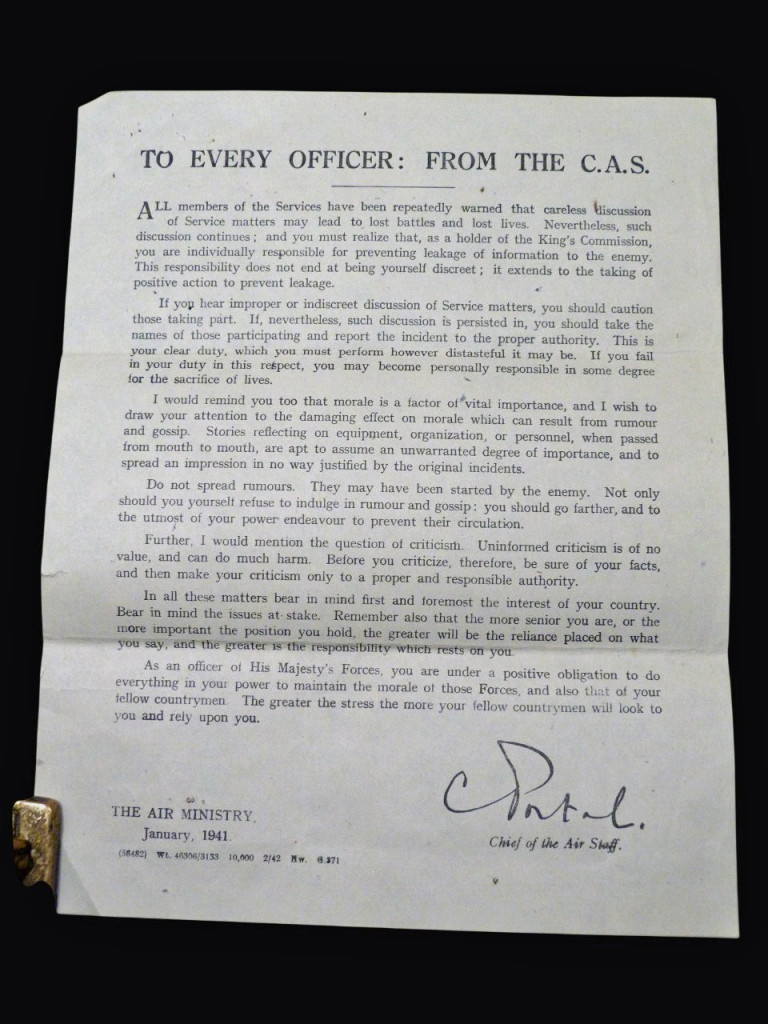 TO EVERY OFFICER: FROM THE C.A.S.
ALL members of the Services have been repeatedly warned that careless discussion
of Service matters may lead to lost battles and lost lives. Nevertheless, such
discussion continues; and you must realize that, as a holder of the King's Commission,
you are individually responsible for preventing leakage of information to the enemy.
This responsibility does not end at being yourself discreet; it extends to the taking of
positive action to prevent leakage.
If you hear improper or indiscreet discussion of Service matters, you should caution
those taking part. If, nevertheless, such discussion is persisted in, you should take the
names of those participating and report the incident to the proper authority. This is
your clear duty, which you must perform however distasteful it may be. If you fail
in your duty in this respect, you may become personally responsible in some degree
for the sacrifice of lives.
I would remind you too that morale is a factor of vital importance, and I wish to
draw your attention to the damaging effect on morale which can result from rumour
and gossip. Stories reflecting on equipment, organization, or personnel, when passed
from mouth to mouth, are apt to assume an unwarranted degree of importance, and to
spread an impression in no way justified by the original incidents.
Do not spread rumours. They may have been started by the enemy. Not only
should you yourself refuse to indulge in rumour and gossip: you should go farther, and to
the utmost of your power endeavour to prevent their circulation.
Further, I would mention the question of criticism. Uninformed criticism is of no
value, and can do much harm. Before you criticize, therefore, be sure of your facts,
and then make your criticism only to a proper and responsible authority.
In all these matters bear in mind first and foremost the interest of your country.
Bear in mind the issues at stake. Remember also that the more senior you are, or the
more important the position you hold, the greater will be the reliance placed on what
you say, and the greater is the responsibility which rests on you.
As an officer of His Majesty's Forces, you are under a positive obligation to do
everything in your power to maintain the morale of those Forces, and also that of your
fellow countrymen. The greater the stress the more your fellow countrymen will look to
you and rely upon you.
C Portal.
Chief of the Air Staff.
THE AIR MINISTRY,
January, 1941.
(58482) Wt. 46306/3133 10,000 2/42 Hw. G.371